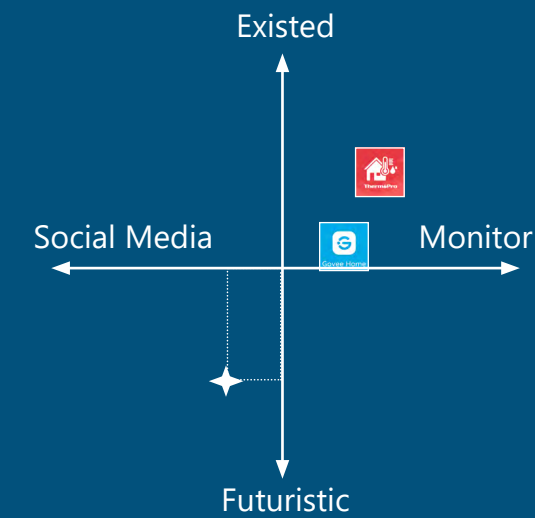 Existed
ThermoPro
Social Media
Monitor
Govee Home
Futuristic